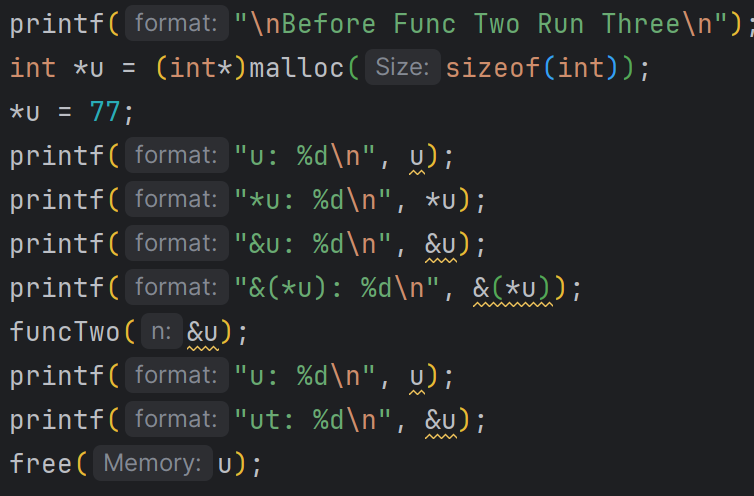 printf( format: "\nBefore Func Two Run Three\n");
int *u = (int*)malloc( Size: sizeof(int));
*u = 77;
printf( format: "u: %d\n", u);
printf( format: "*u: %d\n", *u);
printf( format: "&u: %d\n", &u);
printf( format: "&(*u): %d\n", &(*u));
funcTwo( n: &u);
printf( format: "u: %d\n", u);
printf( format: "ut: %d\n", &u);
free( Memory: u);